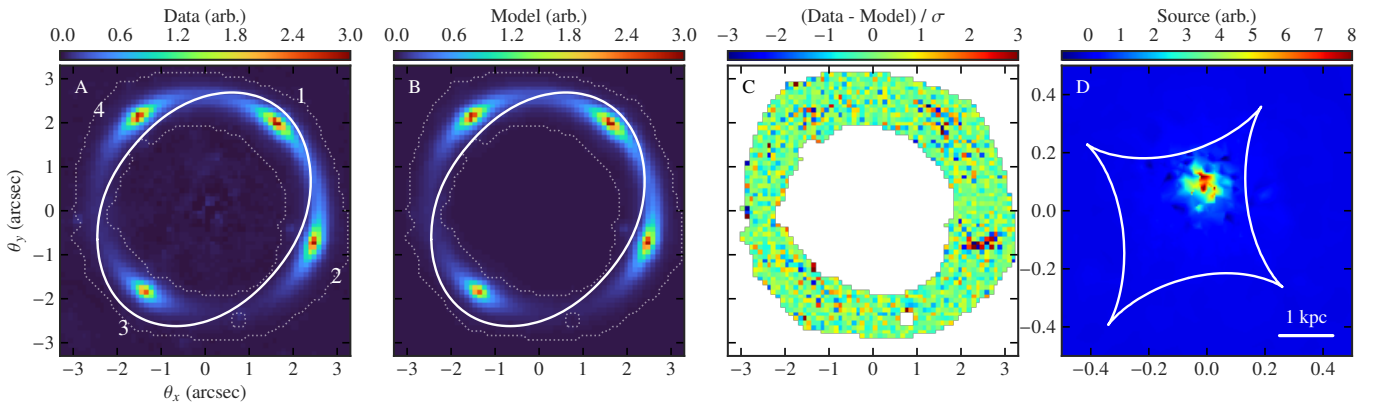 Data (arb.)
0.0 0.6 1.2 1.8 2.4 3.0
Model (arb.)
0.0 0.6 1.2 1.8 2.4 3.0
(Data - Model) / σ
−3 −2 −1 0 1 2 3
Source (arb.)
0 1 2 3 4 5 6 7 8
A
4
1
2
3
B
C
D
1 kpc
3
2
1
0
−1
−2
−3
θy (arcsec)
0.4
0.2
0.0
−0.2
−0.4
−3 −2 −1 0 1 2 3
θx (arcsec)
−3 −2 −1 0 1 2 3
θx (arcsec)
−3 −2 −1 0 1 2 3
−0.4 −0.2 0.0 0.2 0.4